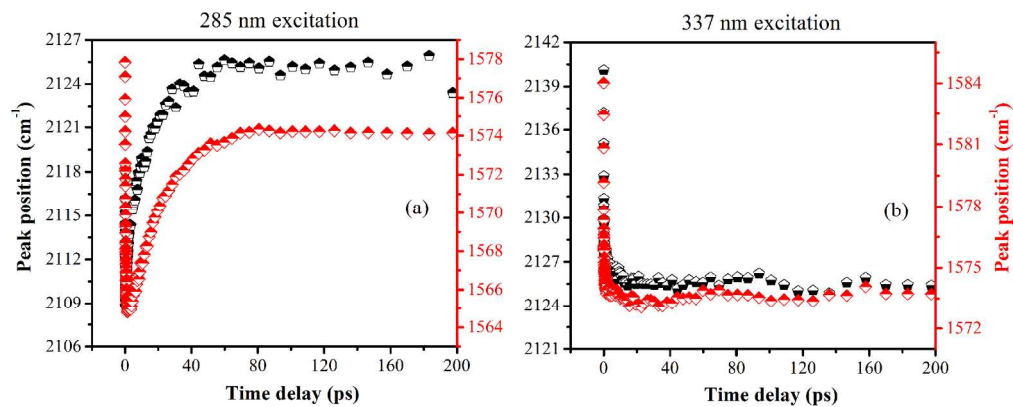 285 nm excitation
2127
2124
2121
2118
2115
2112
2109
2106
Peak position (cm-1)
1578
1576
1574
1572
1570
1568
1566
1564
(a)
0 40 80 120 160 200
Time delay (ps)
337 nm excitation
2142
2139
2136
2133
2130
2127
2124
2121
1584
1581
1578
1575
1572
Peak position (cm-1)
(b)
0 40 80 120 160 200
Time delay (ps)